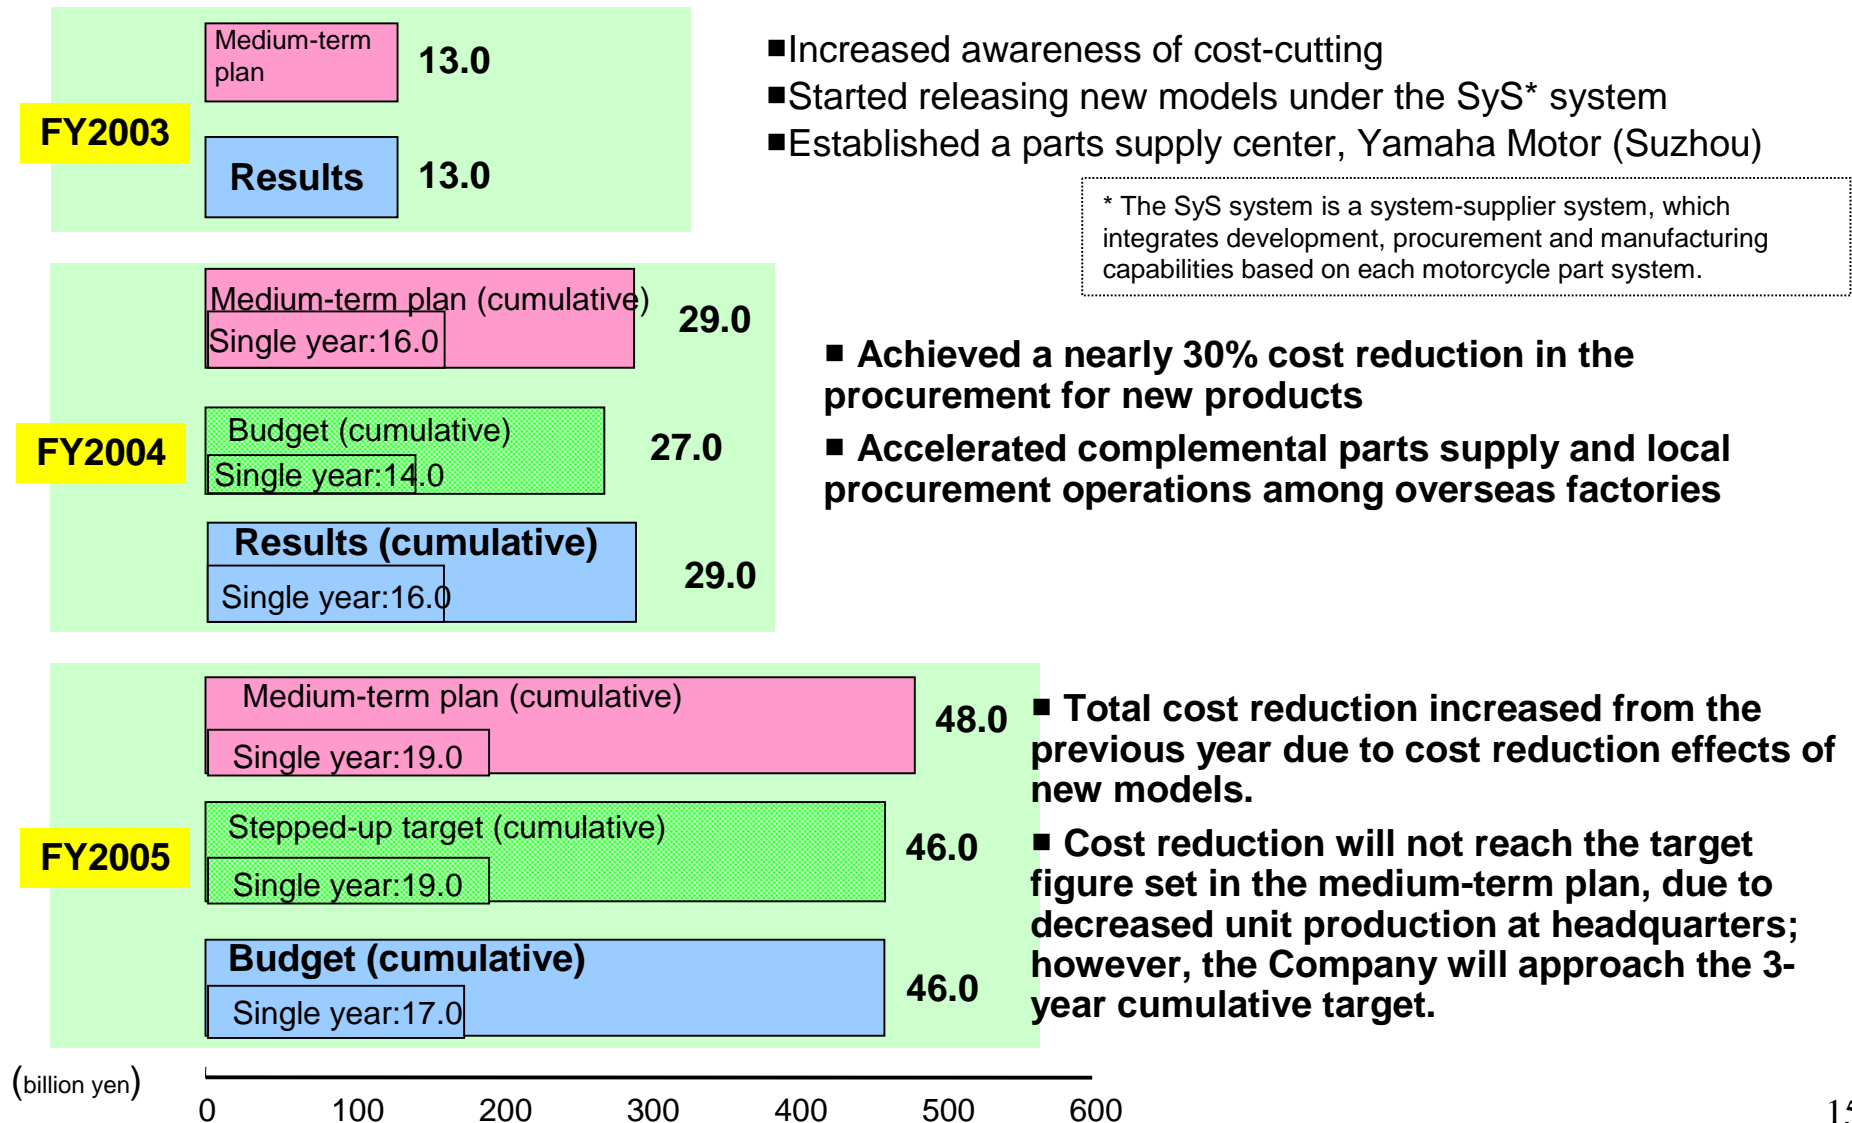 Medium-term
plan
13.0
FY2003
Results
13.0
■Increased awareness of cost-cutting
■Started releasing new models under the SyS* system
■Established a parts supply center, Yamaha Motor (Suzhou)
* The SyS system is a system-supplier system, which
integrates development, procurement and manufacturing
capabilities based on each motorcycle part system.
Medium-term plan (cumulative)
Single year:16.0
29.0
FY2004
Budget (cumulative)
Single year:14.0
27.0
Results (cumulative)
Single year:16.0
29.0
■ Achieved a nearly 30% cost reduction in the
procurement for new products
■ Accelerated complemental parts supply and local
procurement operations among overseas factories
Medium-term plan (cumulative)
Single year:19.0
48.0
FY2005
Stepped-up target (cumulative)
Single year:19.0
46.0
Budget (cumulative)
Single year:17.0
46.0
■ Total cost reduction increased from the
previous year due to cost reduction effects of
new models.
■ Cost reduction will not reach the target
figure set in the medium-term plan, due to
decreased unit production at headquarters;
however, the Company will approach the 3-
year cumulative target.
(billion yen)
0 100 200 300 400 500 600
15